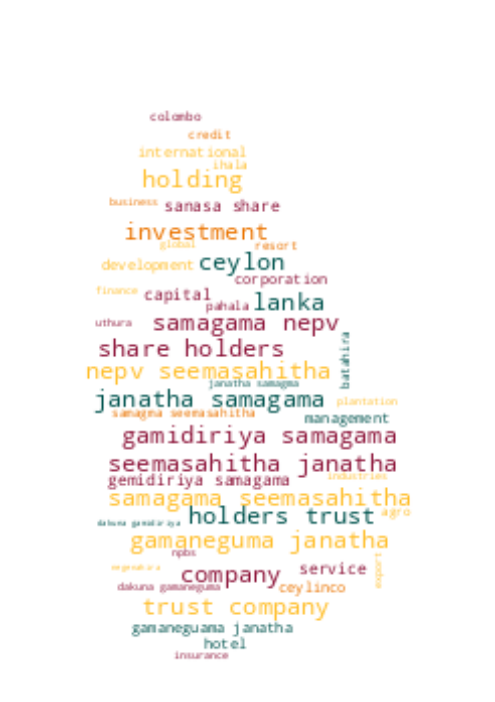 colombo
credit
international
ihala
holding
business
sanasa share
investment
global
resort
ceylon
development
corporation
finance
capital
pahala
lanka
uthura
samagama nepv
batahira
share holders
nepv seemasahitha
janatha samagma
janatha samagama
plantation
samagma seemasahitha
management
gamidiriya samagama
seemasahitha janatha
gemidiriya samagama
industries
samagama seemasahitha
agro
holders trust
dakuna gamidiriya
gamaneguma janatha
npbs
export
company
service
negenahira
dakuna gamaneguma
ceylinco
trust company
gamaneguama janatha
hotel
insurance